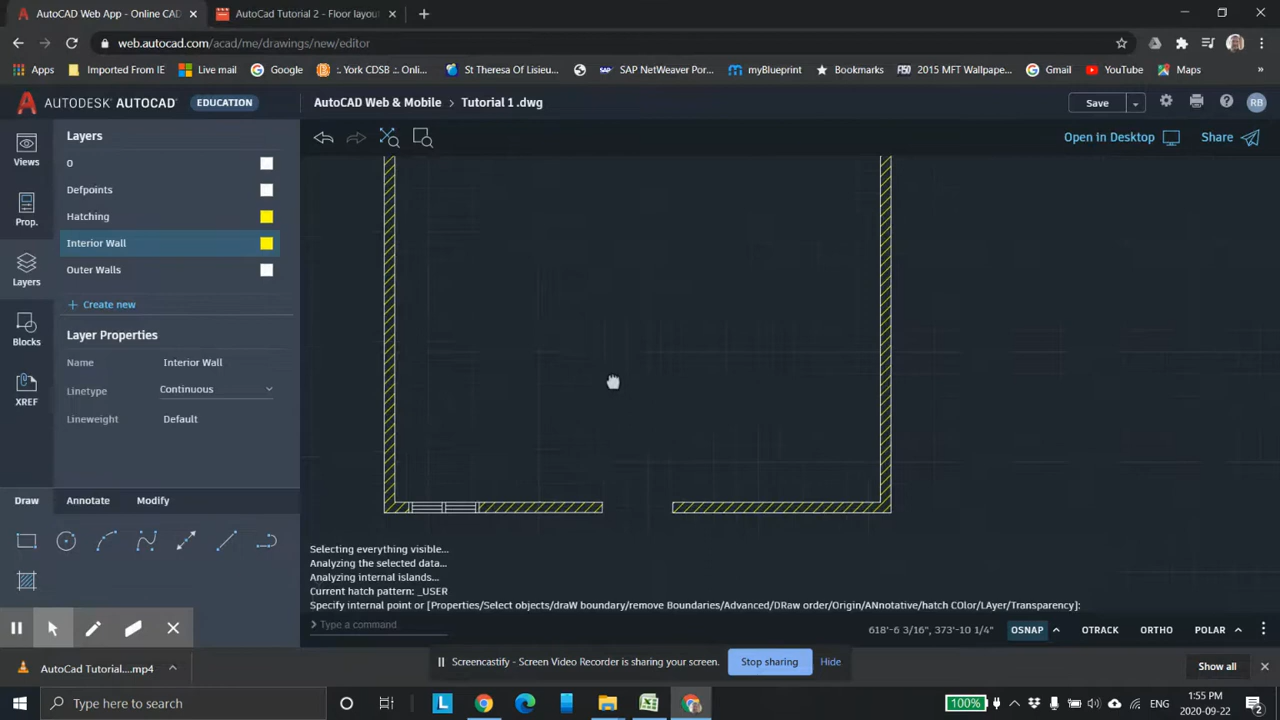 AutoCAD Web App - Online CAD
AutoCad Tutorial 2 - Floor layou
web.autocad.com/acad/me/drawings/new/editor
Apps
Imported From IE
Live mail
Google
: York CDSB :. Onli...
St Theresa Of Lisieu...
SAP NetWeaver Por...
myBlueprint
Bookmarks
2015 MFT Wallpape...
Gmail
YouTube
Maps
AUTODESK AUTOCAD
EDUCATION
AutoCAD Web & Mobile > Tutorial 1 .dwg
Save
Views
Prop.
Layers
Blocks
XREF
Layers
0
Defpoints
Hatching
Interior Wall
Outer Walls
+ Create new
Layer Properties
Name Interior Wall
Linetype Continuous
Lineweight Default
Open in Desktop
Share
Draw
Annotate
Modify
Selecting everything visible...
Analyzing the selected data...
Analyzing internal islands...
Current hatch pattern: _USER
Specify internal point or [Properties/Select objects/draW boundary/remove Boundaries/Advanced/DRaw order/Origin/ANnotative/hatch COlor/LAyer/Transparency]:
Type a command
618'-6 3/16", 373'-10 1/4"
OSNAP
OTRACK
ORTHO
POLAR
AutoCad Tutorial....mp4
Screencastify - Screen Video Recorder is sharing your screen.
Stop sharing
Hide
Show all
Type here to search
100%
ENG
1:55 PM
2020-09-22
2